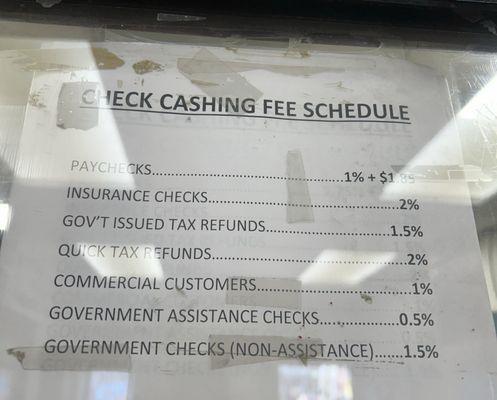 CHECK CASHING FEE SCHEDULE
PAYCHECKS.............................................1% + $1.85
INSURANCE CHECKS............................................2%
GOV'T ISSUED TAX REFUNDS.............................1.5%
QUICK TAX REFUNDS............................................2%
COMMERCIAL CUSTOMERS....................................1%
GOVERNMENT ASSISTANCE CHECKS....................0.5%
GOVERNMENT CHECKS (NON-ASSISTANCE).......1.5%